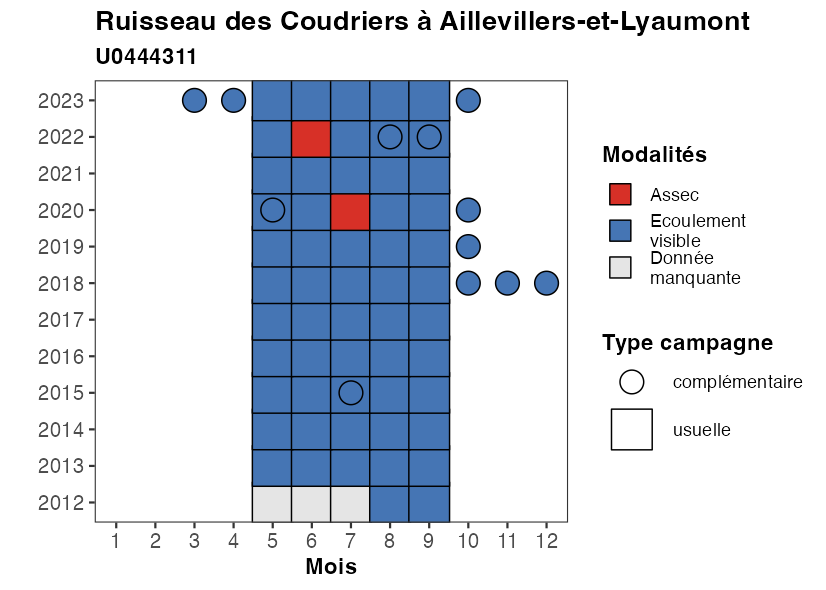 Ruisseau des Coudriers à Aillevillers-et-Lyaumont
U0444311
2023
2022
2021
2020
2019
2018
2017
2016
2015
2014
2013
2012
1 2 3 4 5 6 7 8 9 10 11 12
Mois
Modalités
Assec
Ecoulement
visible
Donnée
manquante
Type campagne
complémentaire
usuelle